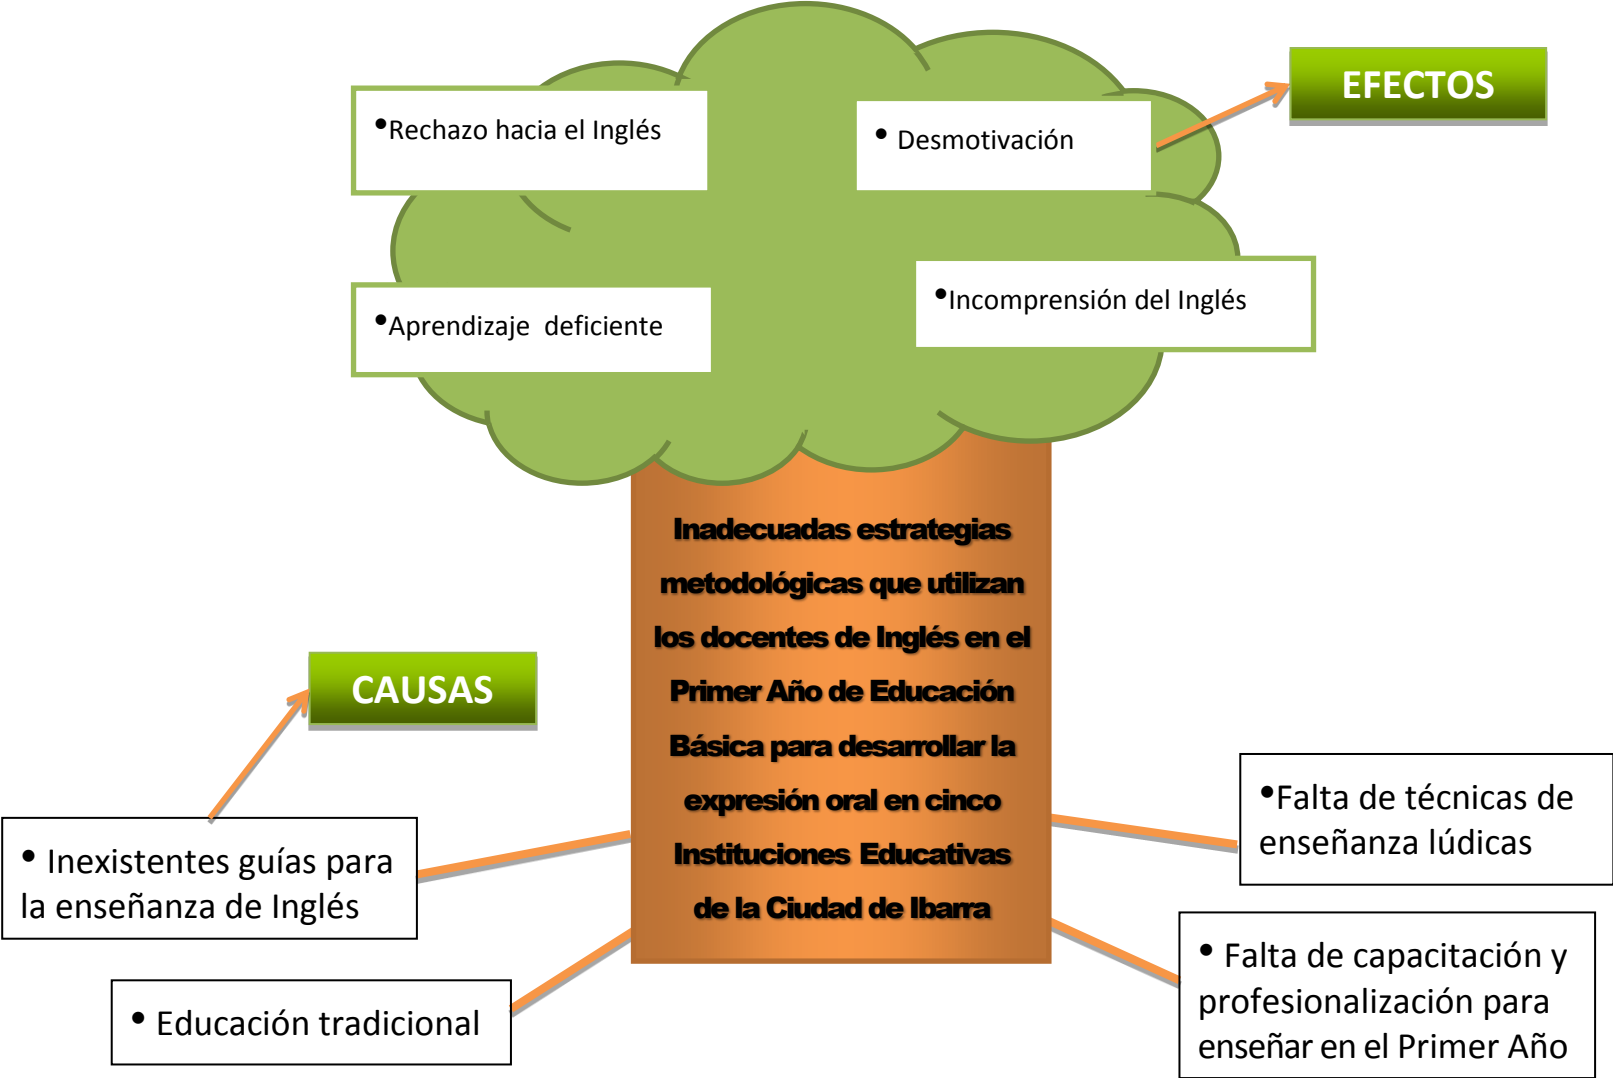 EFECTOS
•Rechazo hacia el Inglés
• Desmotivación
•Incomprensión del Inglés
•Aprendizaje deficiente
Inadecuadas estrategias
metodológicas que utilizan
los docentes de Inglés en el
Primer Año de Educación
Básica para desarrollar la
expresión oral en cinco
Instituciones Educativas
de la Ciudad de Ibarra
CAUSAS
• Inexistentes guías para
la enseñanza de Inglés
• Educación tradicional
•Falta de técnicas de
enseñanza lúdicas
• Falta de capacitación y
profesionalización para
enseñar en el Primer Año